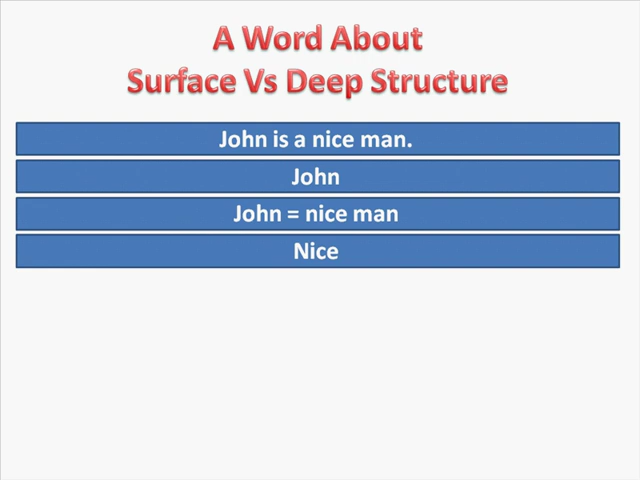 A Word About
Surface Vs Deep Structure
John is a nice man.
John
John = nice man
Nice